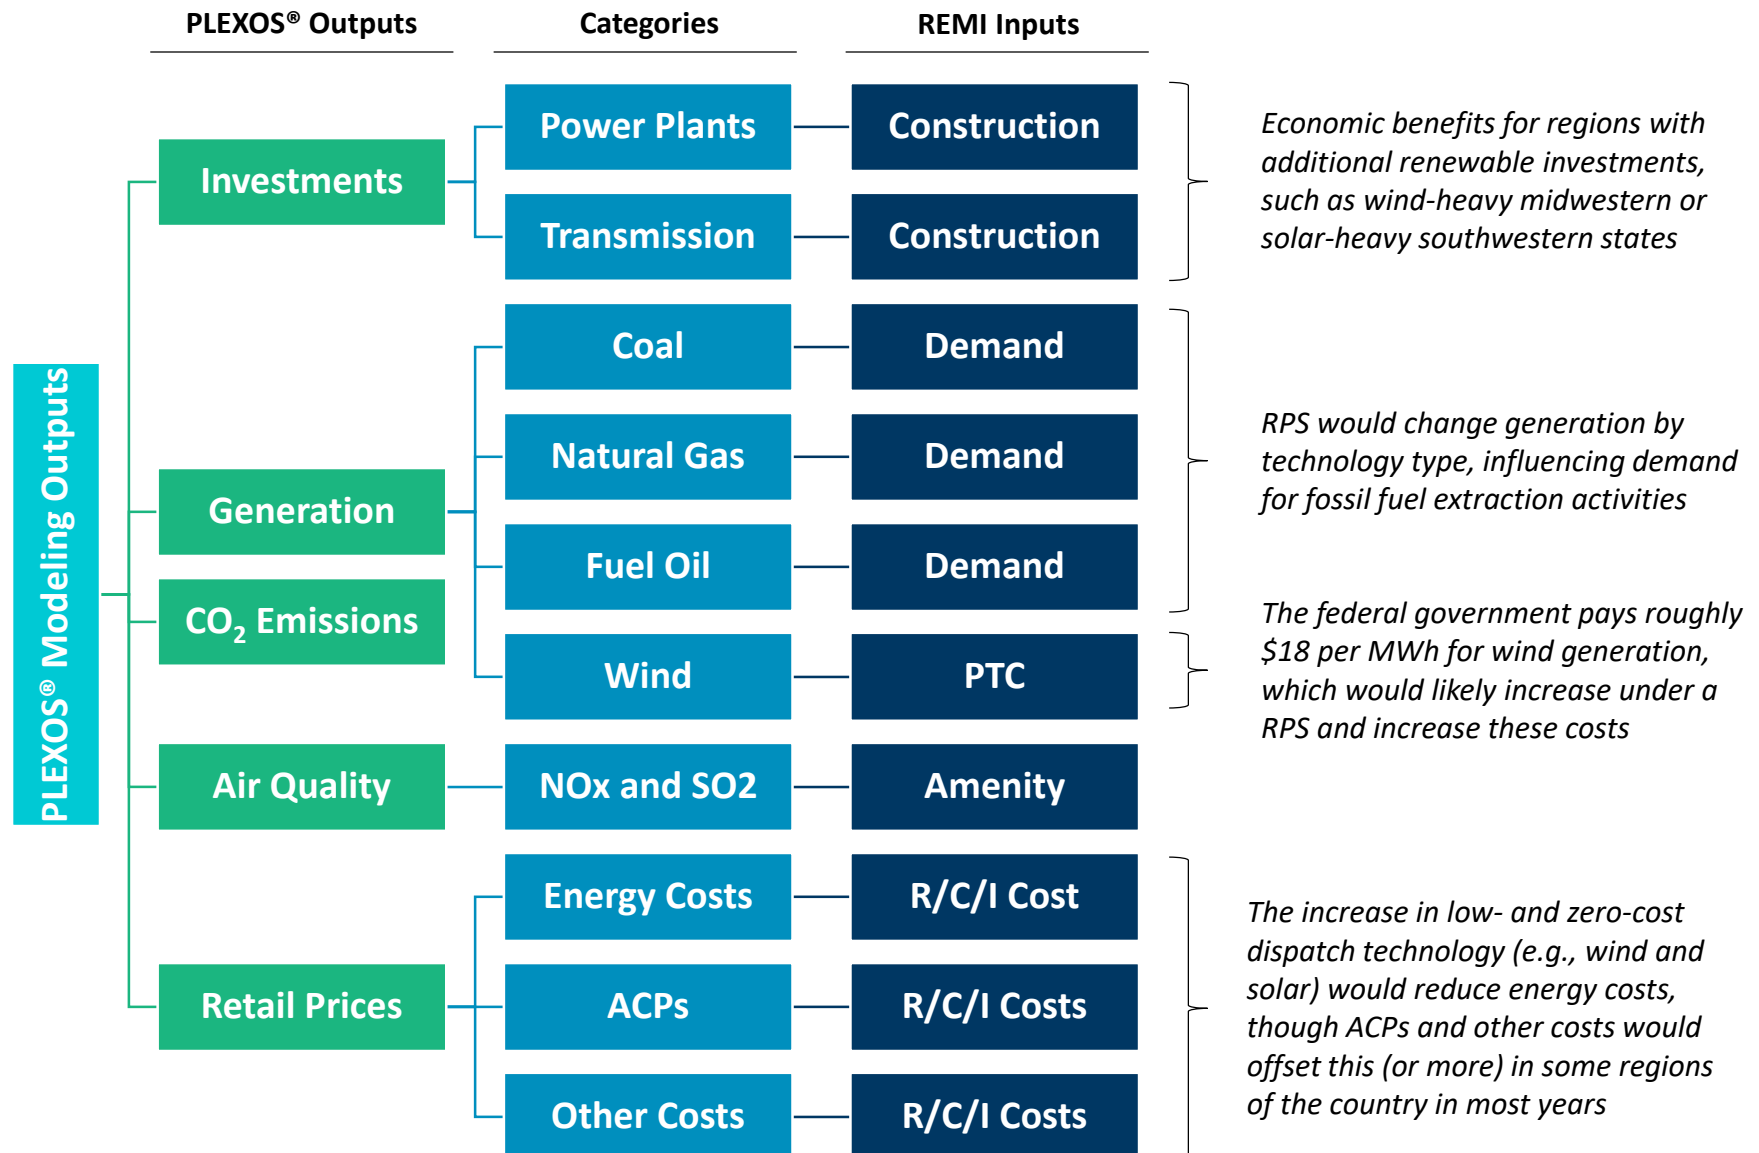 PLEXOS® Outputs
Categories
REMI Inputs
PLEXOS® Modeling Outputs
Investments
Power Plants
Construction
Transmission
Construction
Economic benefits for regions with
additional renewable investments,
such as wind-heavy midwestern or
solar-heavy southwestern states
Generation
Coal
Demand
Natural Gas
Demand
Fuel Oil
Demand
RPS would change generation by
technology type, influencing demand
for fossil fuel extraction activities
Wind
PTC
The federal government pays roughly
$18 per MWh for wind generation,
which would likely increase under a
RPS and increase these costs
CO₂ Emissions
Air Quality
NOx and SO2
Amenity
Retail Prices
Energy Costs
R/C/I Cost
ACPs
R/C/I Costs
Other Costs
R/C/I Costs
The increase in low- and zero-cost
dispatch technology (e.g., wind and
solar) would reduce energy costs,
though ACPs and other costs would
offset this (or more) in some regions
of the country in most years